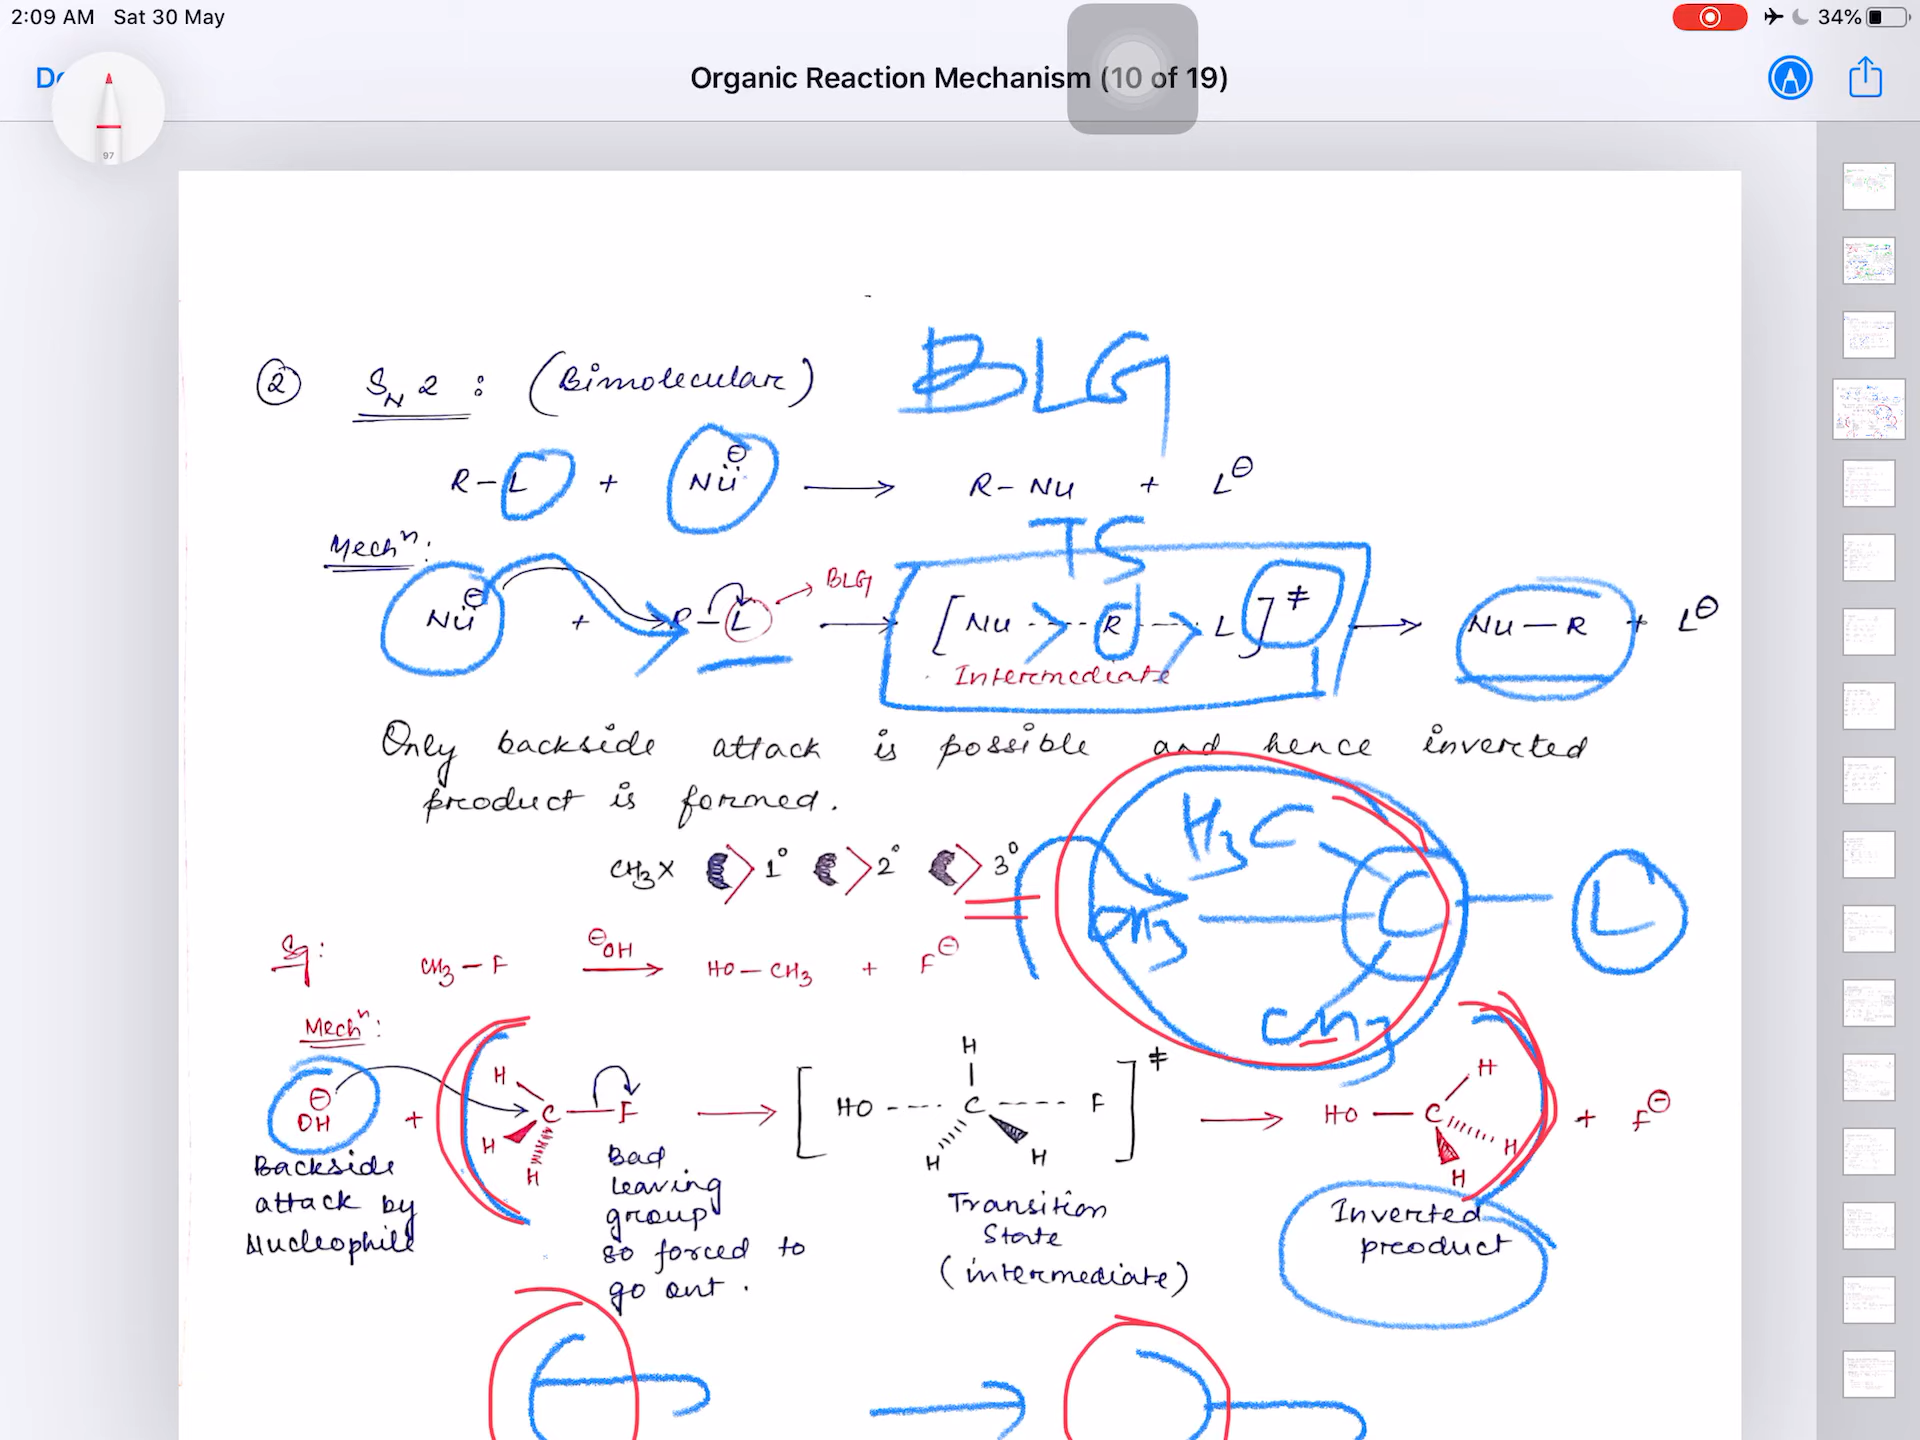 2:09 AM Sat 30 May
34%
Organic Reaction Mechanism (10 of 19)
97
② SN2 : (Bimolecular) BLG
R-L + Nü⊖ → R-Nu + L⊖
Mechⁿ: TS
Nü⊖ + R-L → BLG → [Nu ---- R ---- L]‡ → Nu-R + L⊖
Intermediate
Only backside attack is possible and hence inverted
product is formed.
H3C
CH3X > 1° > 2° > 3°
CH3 L
Eg: CH3-F ⊖OH → HO-CH3 + F⊖
CH3
Mechⁿ:
⊖OH + H H H C-F → [HO ---- C ---- F H H H]‡ → HO-C H H H + F⊖
Backside
attack by
Nucleophile
Bad
leaving
group
so forced to
go out.
Transition
State
(intermediate)
Inverted
product